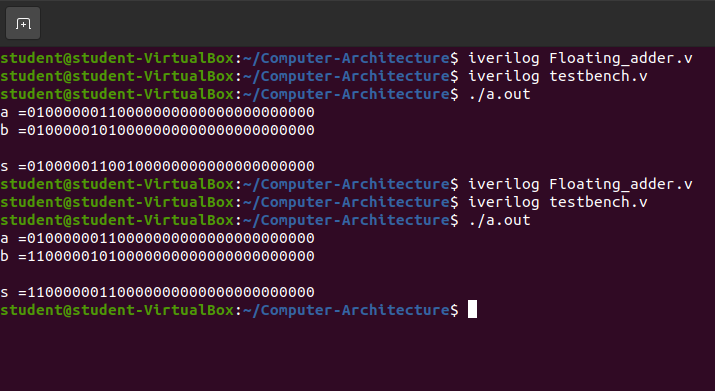 student@student-VirtualBox:~/Computer-Architecture$ iverilog Floating_adder.v
student@student-VirtualBox:~/Computer-Architecture$ iverilog testbench.v
student@student-VirtualBox:~/Computer-Architecture$ ./a.out
a =01000000110000000000000000000000
b =01000001010000000000000000000000
s =01000001100100000000000000000000
student@student-VirtualBox:~/Computer-Architecture$ iverilog Floating_adder.v
student@student-VirtualBox:~/Computer-Architecture$ iverilog testbench.v
student@student-VirtualBox:~/Computer-Architecture$ ./a.out
a =01000000110000000000000000000000
b =11000001010000000000000000000000
s =11000000110000000000000000000000
student@student-VirtualBox:~/Computer-Architecture$